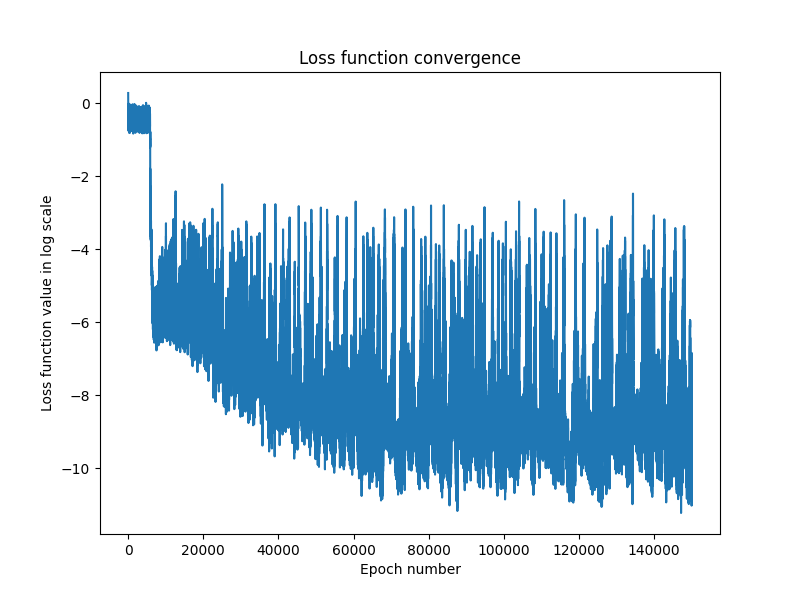 Loss function convergence
0
−2
−4
−6
−8
−10
Loss function value in log scale
0 20000 40000 60000 80000 100000 120000 140000
Epoch number